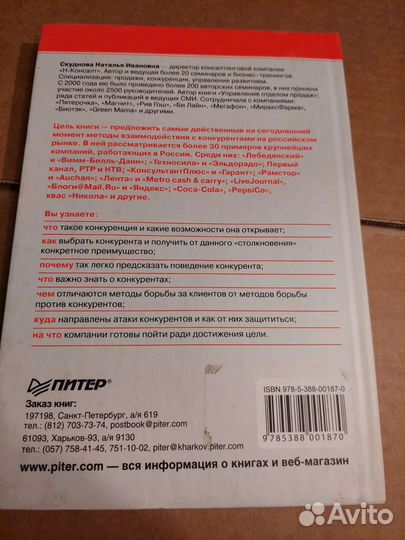 Скуднова Наталья Ивановна – директор консалтинговой компании
«Н-Консалт». Автор и ведущая более 20 семинаров и бизнес-тренингов.
Специализация: продажи, конкуренция, управление развитием.
С 2000 года ею было проведено более 200 авторских семинаров, в них приняли
участие около 2500 руководителей. Автор книги «Управление отделом продаж»;
ряда статей и публикаций в ведущих СМИ. Сотрудничала с компаниями:
«Пятерочка», «Магнит», «Рив Гош», «Би Лайн», «Мегафон», «МираксФарма»,
«Биотэк», «Green Mama» и другими.
Цель книги – предложить самые действенные на сегодняшний
момент методы взаимодействия с конкурентами на российском
рынке. В ней рассматривается более 30 примеров крупнейших
компаний, работающих в России. Среди них: «Лебедянский»
и «Вимм-Билль-Данн»; «Техносила» и «Эльдорадо»; Первый
канал, РТР и НТВ; «КонсультантПлюс» и «Гарант»; «Рамстор»
и «Auchan»; «Лента» и «Metro cash & carry»; «LiveJournal»,
«Блоги@Mail.Ru» и «Яндекс»; «Coca-Cola», «PepsiCo»,
квас «Никола» и другие.
Вы узнаете:
что такое конкуренция и какие возможности она открывает;
как выбрать конкурента и получить от данного «столкновения»
конкретное преимущество;
почему так легко предсказать поведение конкурента;
что важно знать о конкурентах;
чем отличаются методы борьбы за клиентов от методов борьбы
против конкурентов;
куда направлены атаки конкурентов и как от них защититься;
на что компании готовы пойти ради достижения цели.
ПИТЕР
Заказ книг:
197198, Санкт-Петербург, а/я 619
тел.: (812) 703-73-74, postbook@piter.com
61093, Харьков-93, а/я 9130
тел.: (057) 758-41-45, 751-10-02, piter@kharkov.piter.com
www.piter.com — вся информация о книгах и веб-магазин
ISBN 978-5-388-00187-0
9 785388 001870
Avito